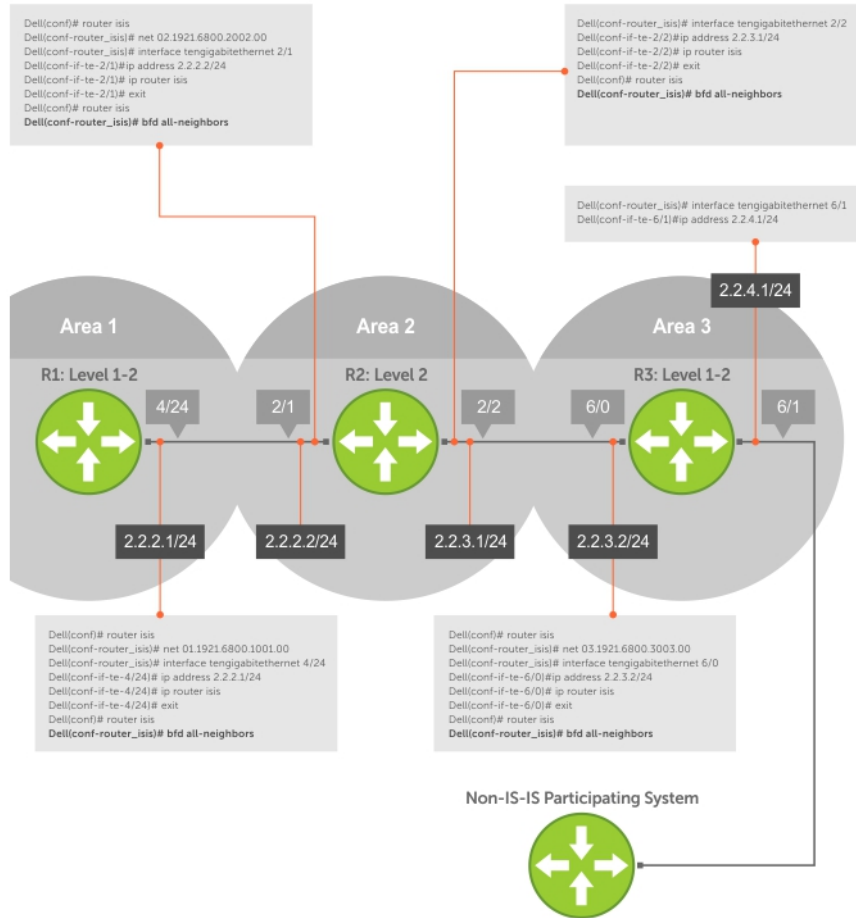 Dell(conf)# router isis
Dell(conf-router_isis)# net 02.1921.6800.2002.00
Dell(conf-router_isis)# interface tengigabitethernet 2/1
Dell(conf-if-te-2/1)#ip address 2.2.2.2/24
Dell(conf-if-te-2/1)# ip router isis
Dell(conf-if-te-2/1)# exit
Dell(conf)# router isis
Dell(conf-router_isis)# bfd all-neighbors
Dell(conf-router_isis)# interface tengigabitethernet 2/2
Dell(conf-if-te-2/2)#ip address 2.2.3.1/24
Dell(conf-if-te-2/2)# ip router isis
Dell(conf-if-te-2/2)# exit
Dell(conf)# router isis
Dell(conf-router_isis)# bfd all-neighbors
Dell(conf-router_isis)# interface tengigabitethernet 6/1
Dell(conf-if-te-6/1)#ip address 2.2.4.1/24
2.2.4.1/24
Area 1
Area 2
Area 3
R1: Level 1-2
R2: Level 2
R3: Level 1-2
4/24
2/1
2/2
6/0
6/1
2.2.2.1/24
2.2.2.2/24
2.2.3.1/24
2.2.3.2/24
Dell(conf)# router isis
Dell(conf-router_isis)# net 01.1921.6800.1001.00
Dell(conf-router_isis)# interface tengigabitethernet 4/24
Dell(conf-if-te-4/24)# ip address 2.2.2.1/24
Dell(conf-if-te-4/24)# ip router isis
Dell(conf-if-te-4/24)# exit
Dell(conf)# router isis
Dell(conf-router_isis)# bfd all-neighbors
Dell(conf)# router isis
Dell(conf-router_isis)# net 03.1921.6800.3003.00
Dell(conf-router_isis)# interface tengigabitethernet 6/0
Dell(conf-if-te-6/0)#ip address 2.2.3.2/24
Dell(conf-if-te-6/0)# ip router isis
Dell(conf-if-te-6/0)# exit
Dell(conf)# router isis
Dell(conf-router_isis)# bfd all-neighbors
Non-IS-IS Participating System